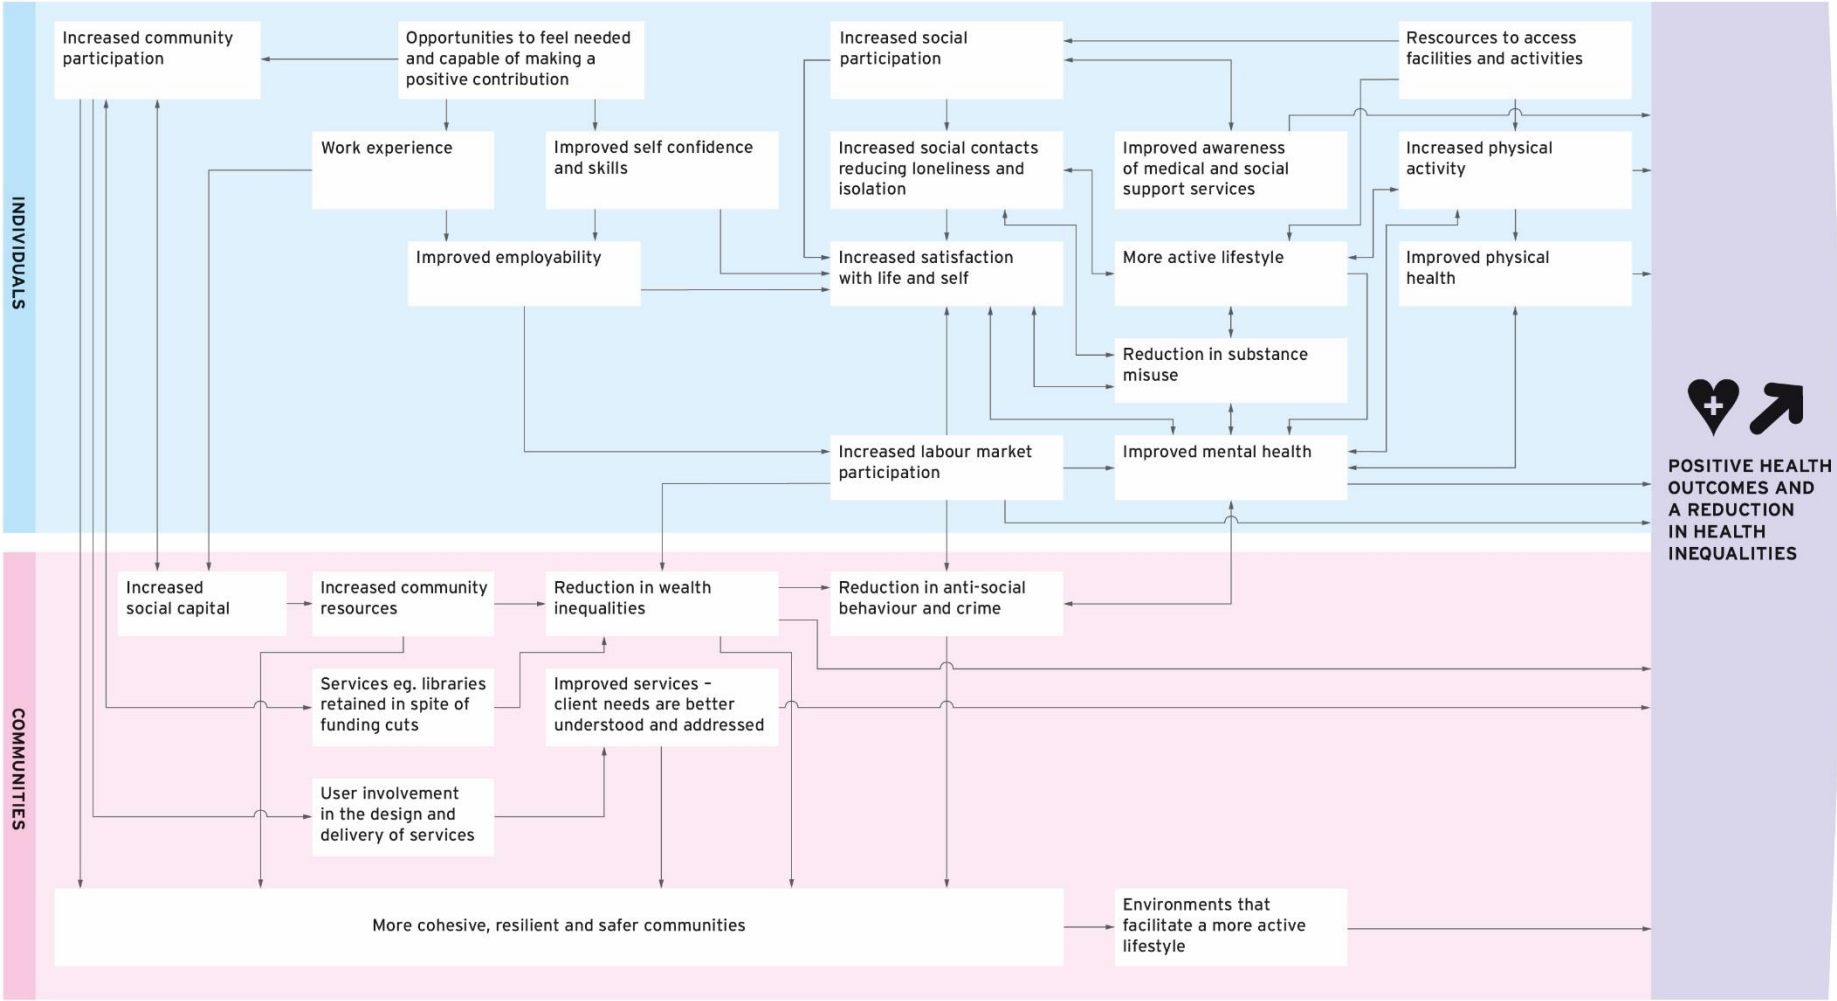 INDIVIDUALS
Increased community
participation
Opportunities to feel needed
and capable of making a
positive contribution
Increased social
participation
Rescources to access
facilities and activities
Work experience
Improved self confidence
and skills
Increased social contacts
reducing loneliness and
isolation
Improved awareness
of medical and social
support services
Increased physical
activity
Improved employability
Increased satisfaction
with life and self
More active lifestyle
Improved physical
health
Reduction in substance
misuse
Increased labour market
participation
Improved mental health
COMMUNITIES
Increased
social capital
Increased community
resources
Reduction in wealth
inequalities
Reduction in anti-social
behaviour and crime
Services eg. libraries
retained in spite of
funding cuts
Improved services –
client needs are better
understood and addressed
User involvement
in the design and
delivery of services
More cohesive, resilient and safer communities
Environments that
facilitate a more active
lifestyle
POSITIVE HEALTH
OUTCOMES AND
A REDUCTION
IN HEALTH
INEQUALITIES